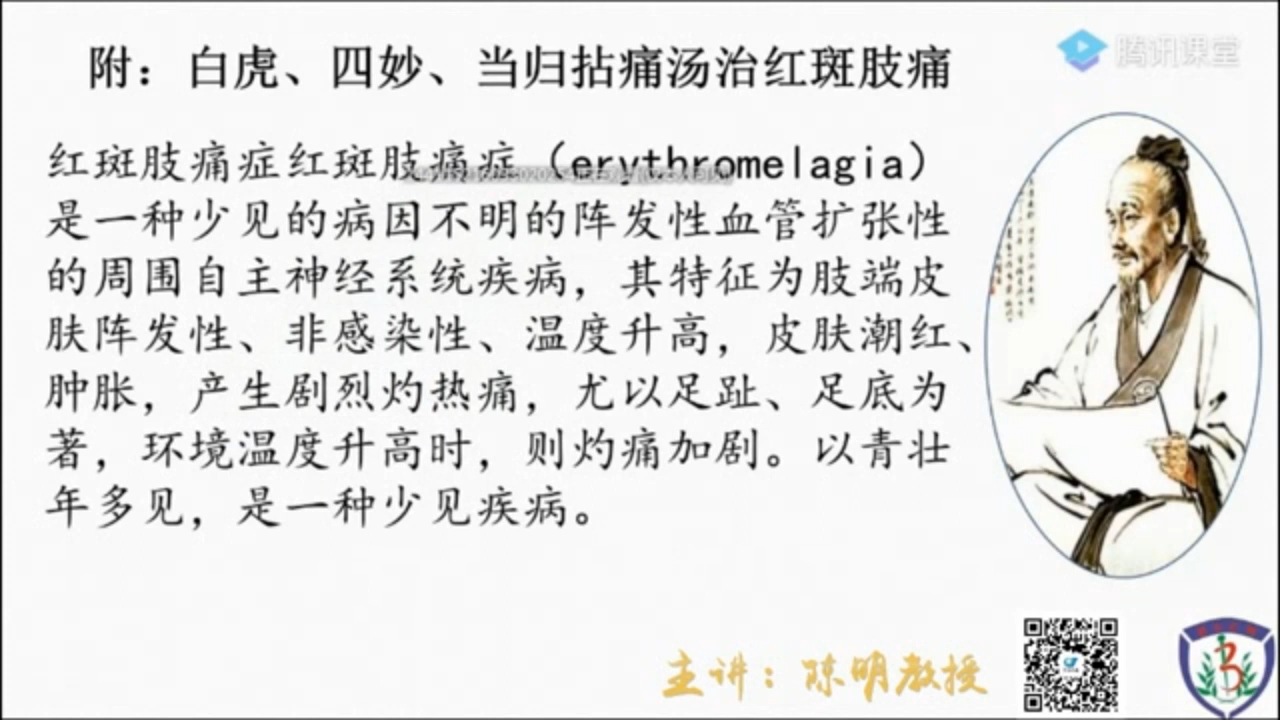 附：白虎、四妙、当归拈痛汤治红斑肢痛
腾讯课堂
红斑肢痛症红斑肢痛症（erythromelagia）
是一种少见的病因不明的阵发性血管扩张性
的周围自主神经系统疾病，其特征为肢端皮
肤阵发性、非感染性、温度升高，皮肤潮红、
肿胀，产生剧烈灼热痛，尤以足趾、足底为
著，环境温度升高时，则灼痛加剧。以青壮
年多见，是一种少见疾病。
主讲：陈明教授